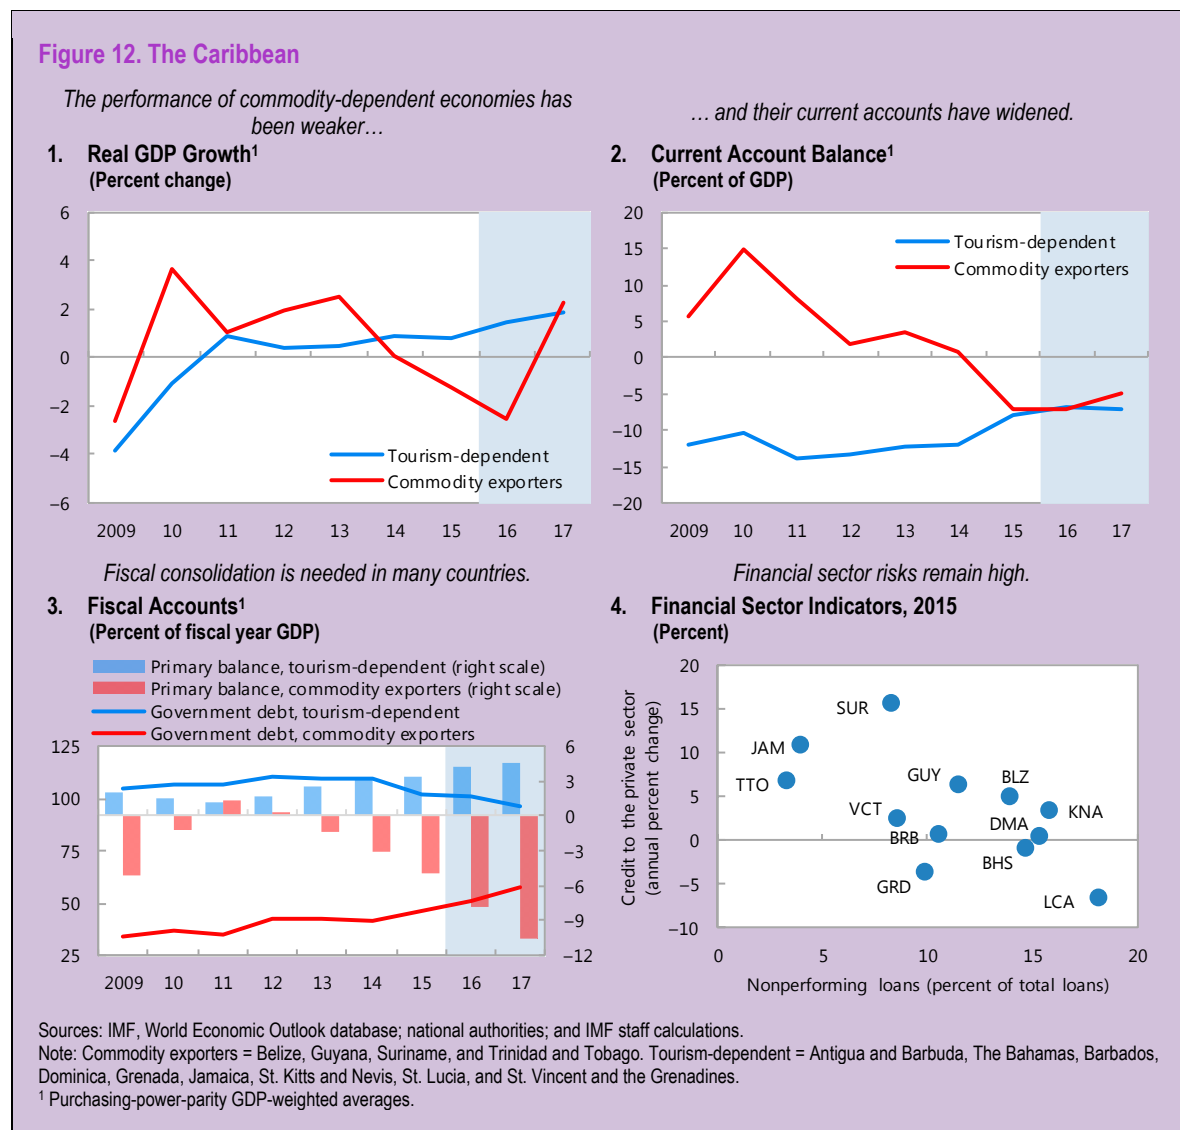 Figure 12. The Caribbean
The performance of commodity-dependent economies has
been weaker…
1. Real GDP Growth¹
(Percent change)
6
4
2
0
−2
−4
−6
Tourism-dependent
Commodity exporters
2009 10 11 12 13 14 15 16 17
… and their current accounts have widened.
2. Current Account Balance¹
(Percent of GDP)
20
15
10
5
0
−5
−10
−15
−20
Tourism-dependent
Commodity exporters
2009 10 11 12 13 14 15 16 17
Fiscal consolidation is needed in many countries.
3. Fiscal Accounts¹
(Percent of fiscal year GDP)
Primary balance, tourism-dependent (right scale)
Primary balance, commodity exporters (right scale)
Government debt, tourism-dependent
Government debt, commodity exporters
125
100
75
50
25
6
3
0
−3
−6
−9
−12
2009 10 11 12 13 14 15 16 17
Financial sector risks remain high.
4. Financial Sector Indicators, 2015
(Percent)
Credit to the private sector
(annual percent change)
20
15
10
5
0
−5
−10
SUR
JAM
TTO
GUY
BLZ
VCT
KNA
DMA
BRB
BHS
GRD
LCA
0 5 10 15 20
Nonperforming loans (percent of total loans)
Sources: IMF, World Economic Outlook database; national authorities; and IMF staff calculations.
Note: Commodity exporters = Belize, Guyana, Suriname, and Trinidad and Tobago. Tourism-dependent = Antigua and Barbuda, The Bahamas, Barbados,
Dominica, Grenada, Jamaica, St. Kitts and Nevis, St. Lucia, and St. Vincent and the Grenadines.
¹ Purchasing-power-parity GDP-weighted averages.